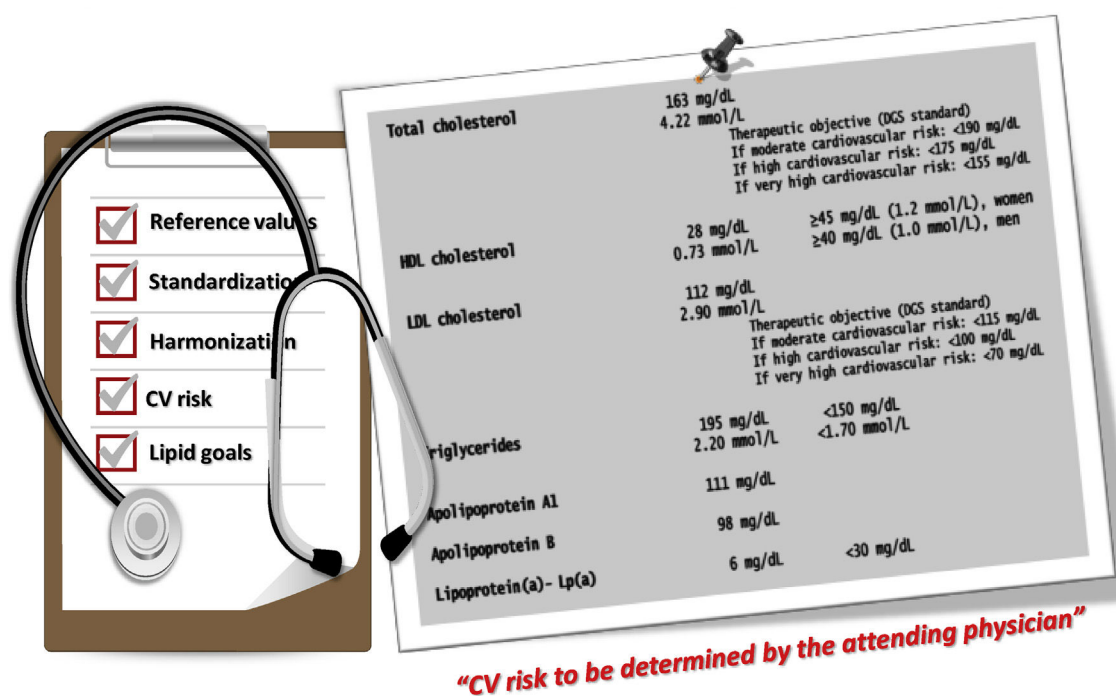 Reference values
Standardization
Harmonization
CV risk
Lipid goals
Total cholesterol
163 mg/dL
4.22 mmol/L
Therapeutic objective (DGS standard)
If moderate cardiovascular risk: <190 mg/dL
If high cardiovascular risk: <175 mg/dL
If very high cardiovascular risk: <155 mg/dL
HDL cholesterol
28 mg/dL
0.73 mmol/L
≥45 mg/dL (1.2 mmol/L), women
≥40 mg/dL (1.0 mmol/L), men
LDL cholesterol
112 mg/dL
2.90 mmol/L
Therapeutic objective (DGS standard)
If moderate cardiovascular risk: <115 mg/dL
If high cardiovascular risk: <100 mg/dL
If very high cardiovascular risk: <70 mg/dL
riglycerides
195 mg/dL
2.20 mmol/L
<150 mg/dL
<1.70 mmol/L
Apolipoprotein A1 111 mg/dL
Apolipoprotein B 98 mg/dL
Lipoprotein(a)- Lp(a) 6 mg/dL <30 mg/dL
“CV risk to be determined by the attending physician”